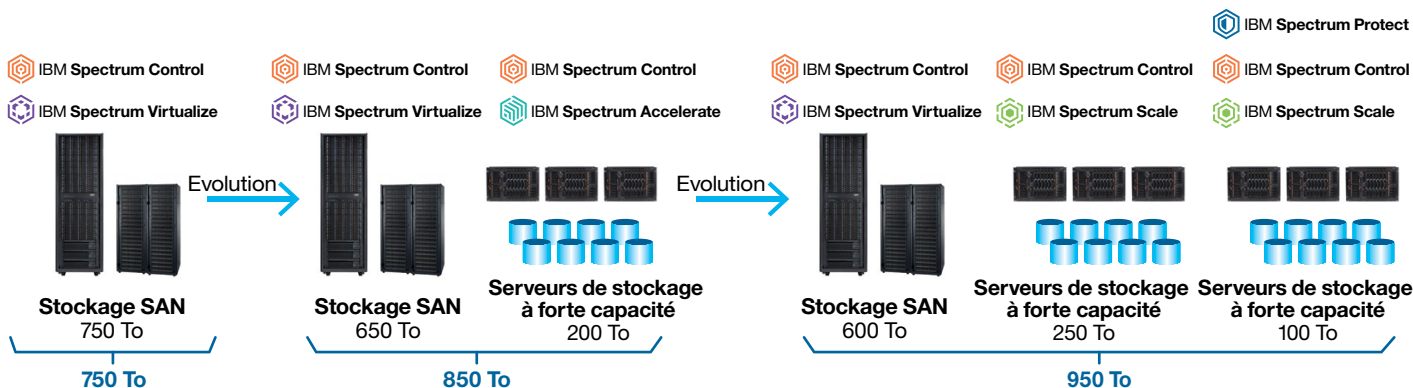 IBM Spectrum Protect
IBM Spectrum Control
IBM Spectrum Control
IBM Spectrum Control
IBM Spectrum Control
IBM Spectrum Control
IBM Spectrum Control
IBM Spectrum Virtualize
IBM Spectrum Virtualize
IBM Spectrum Accelerate
IBM Spectrum Virtualize
IBM Spectrum Scale
IBM Spectrum Scale
Evolution
Evolution
Stockage SAN
750 To
Stockage SAN
650 To
Serveurs de stockage
à forte capacité
200 To
Stockage SAN
600 To
Serveurs de stockage
à forte capacité
250 To
Serveurs de stockage
à forte capacité
100 To
750 To
850 To
950 To